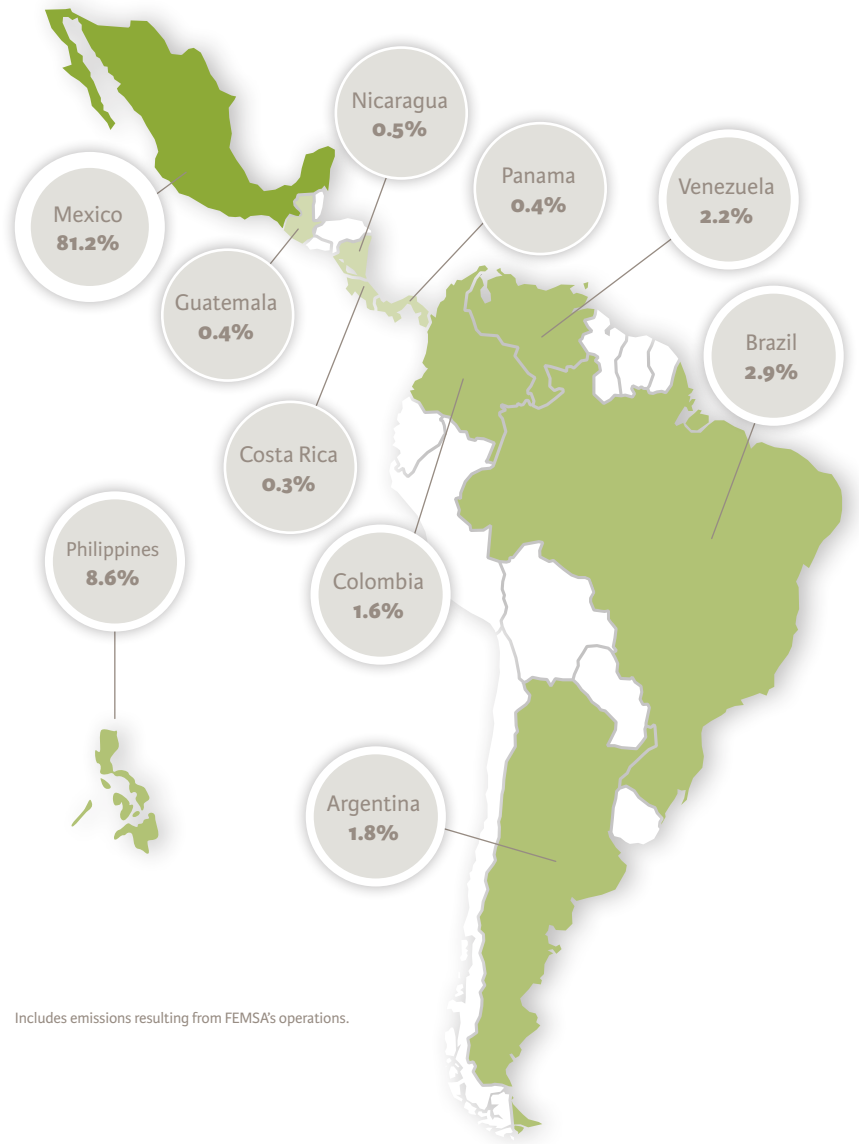 Nicaragua
0.5%
Panama
0.4%
Venezuela
2.2%
Mexico
81.2%
Guatemala
0.4%
Brazil
2.9%
Costa Rica
0.3%
Philippines
8.6%
Colombia
1.6%
Argentina
1.8%
Includes emissions resulting from FEMSA's operations.